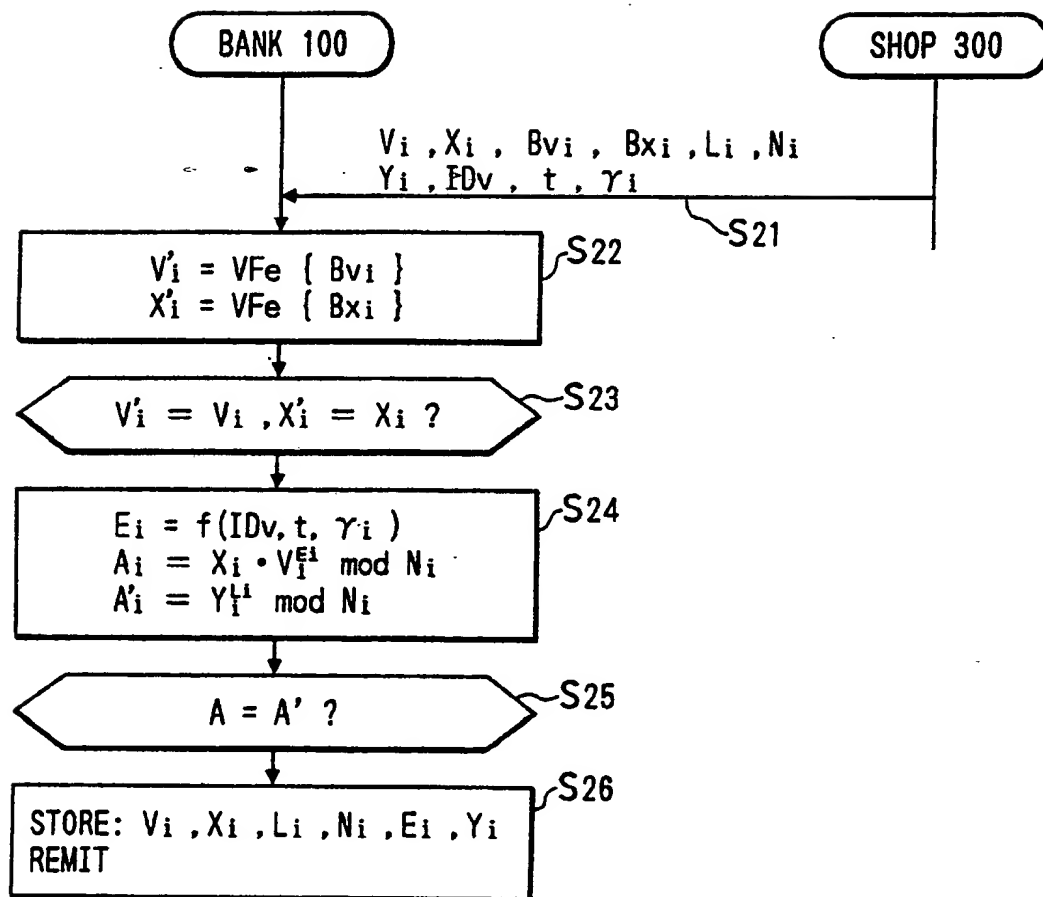 BANK 100
SHOP 300
Vi , Xi , Bvi , Bxi , Li , Ni
Yi , IDv , t , γi
S21
S22
V'i = VFe { Bvi }
X'i = VFe { Bxi }
S23
V'i = Vi , X'i = Xi ?
S24
Ei = f(IDv, t, γi)
Ai = Xi · Vi^Ei mod Ni
A'i = Yi^Li mod Ni
S25
A = A' ?
S26
STORE: Vi , Xi , Li , Ni , Ei , Yi
REMIT